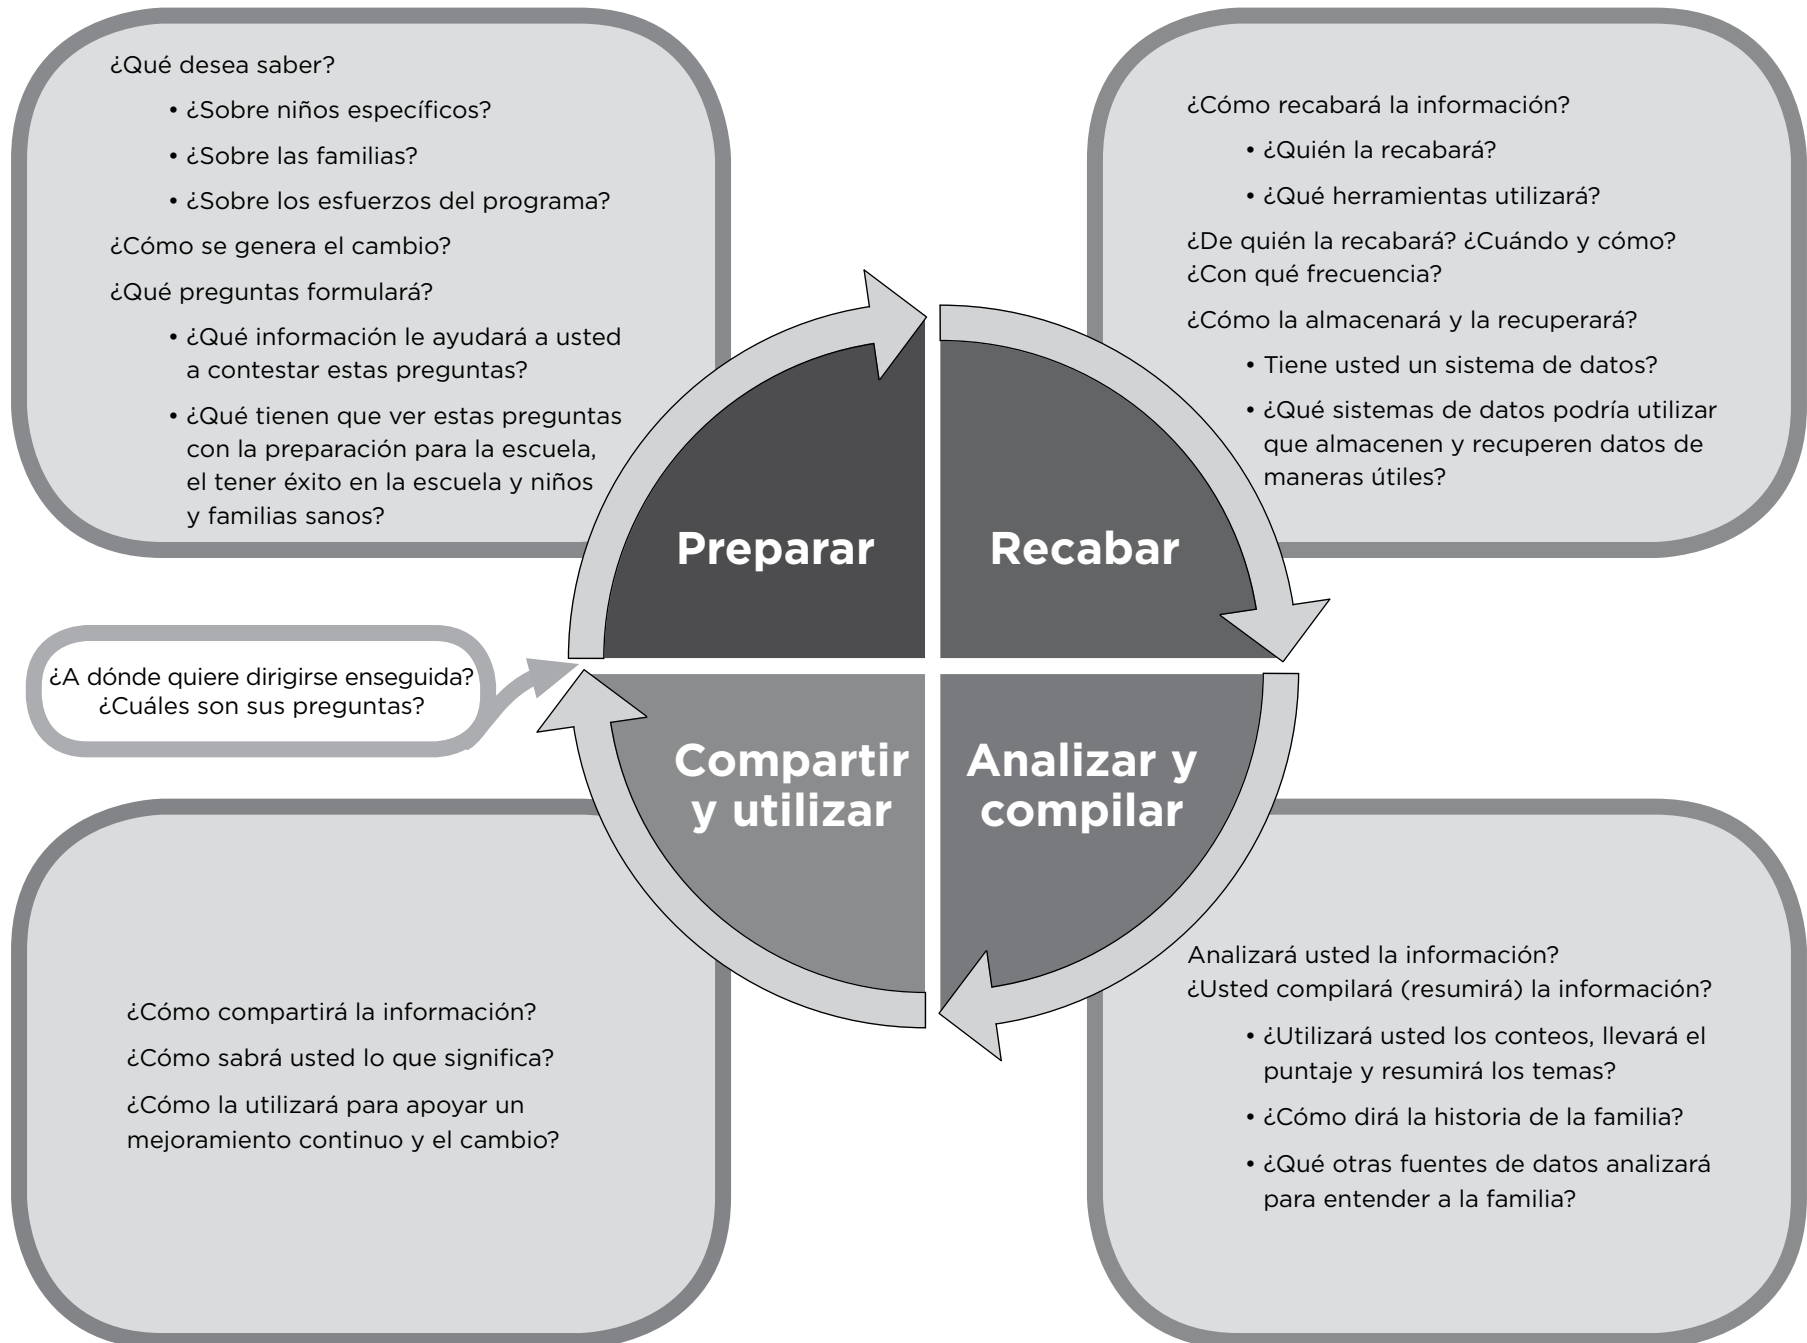 ¿Qué desea saber?
• ¿Sobre niños específicos?
• ¿Sobre las familias?
• ¿Sobre los esfuerzos del programa?
¿Cómo se genera el cambio?
¿Qué preguntas formulará?
• ¿Qué información le ayudará a usted
a contestar estas preguntas?
• ¿Qué tienen que ver estas preguntas
con la preparación para la escuela,
el tener éxito en la escuela y niños
y familias sanos?
¿Cómo recabará la información?
• ¿Quién la recabará?
• ¿Qué herramientas utilizará?
¿De quién la recabará? ¿Cuándo y cómo?
¿Con qué frecuencia?
¿Cómo la almacenará y la recuperará?
• Tiene usted un sistema de datos?
• ¿Qué sistemas de datos podría utilizar
que almacenen y recuperen datos de
maneras útiles?
Preparar
Recabar
¿A dónde quiere dirigirse enseguida?
¿Cuáles son sus preguntas?
Compartir
y utilizar
Analizar y
compilar
¿Cómo compartirá la información?
¿Cómo sabrá usted lo que significa?
¿Cómo la utilizará para apoyar un
mejoramiento continuo y el cambio?
Analizará usted la información?
¿Usted compilará (resumirá) la información?
• ¿Utilizará usted los conteos, llevará el
puntaje y resumirá los temas?
• ¿Cómo dirá la historia de la familia?
• ¿Qué otras fuentes de datos analizará
para entender a la familia?